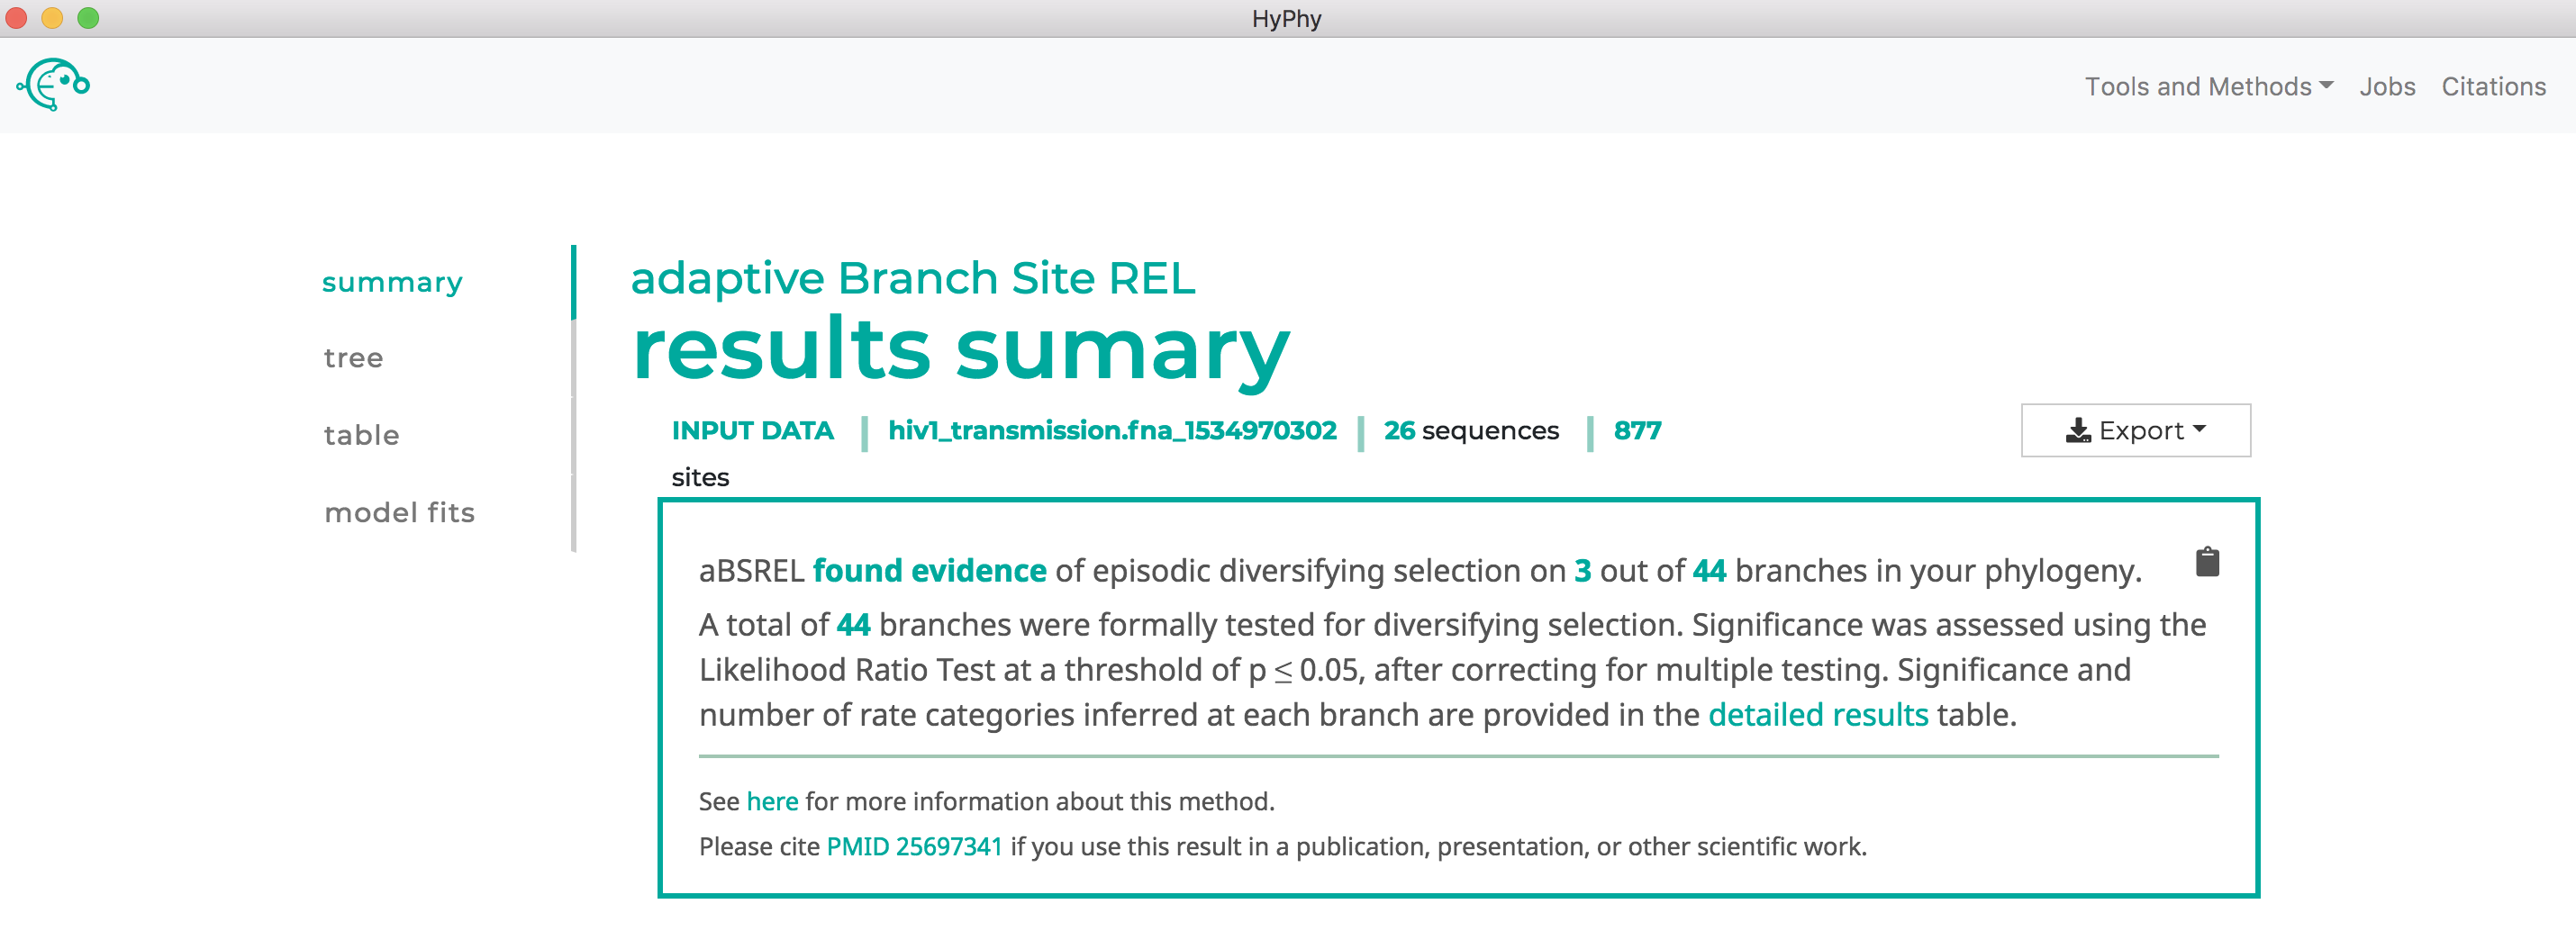 HyPhy
Tools and Methods Jobs Citations
summary
tree
table
model fits
adaptive Branch Site REL
results sumary
INPUT DATA | hiv1_transmission.fna_1534970302 | 26 sequences | 877
sites
Export
aBSREL found evidence of episodic diversifying selection on 3 out of 44 branches in your phylogeny.
A total of 44 branches were formally tested for diversifying selection. Significance was assessed using the
Likelihood Ratio Test at a threshold of p ≤ 0.05, after correcting for multiple testing. Significance and
number of rate categories inferred at each branch are provided in the detailed results table.
See here for more information about this method.
Please cite PMID 25697341 if you use this result in a publication, presentation, or other scientific work.